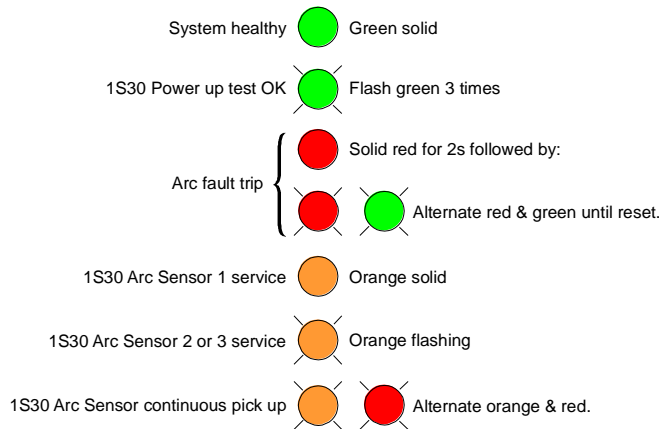 System healthy Green solid
1S30 Power up test OK Flash green 3 times
Solid red for 2s followed by:
Arc fault trip
Alternate red & green until reset.
1S30 Arc Sensor 1 service Orange solid
1S30 Arc Sensor 2 or 3 service Orange flashing
1S30 Arc Sensor continuous pick up Alternate orange & red.